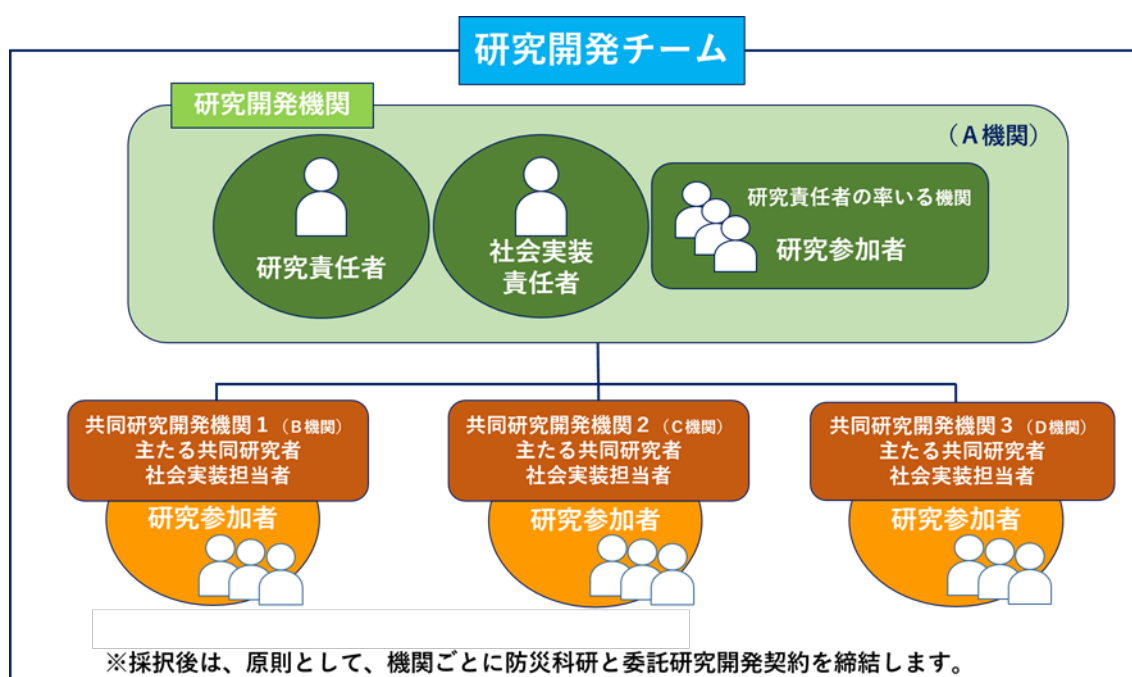 研究開発チーム
研究開発機関
（A機関）
研究責任者
社会実装
責任者
研究責任者の率いる機関
研究参加者
共同研究開発機関１（B機関）
主たる共同研究者
社会実装担当者
研究参加者
共同研究開発機関２（C機関）
主たる共同研究者
社会実装担当者
研究参加者
共同研究開発機関３（D機関）
主たる共同研究者
社会実装担当者
研究参加者
※採択後は、原則として、機関ごとに防災科研と委託研究開発契約を締結します。